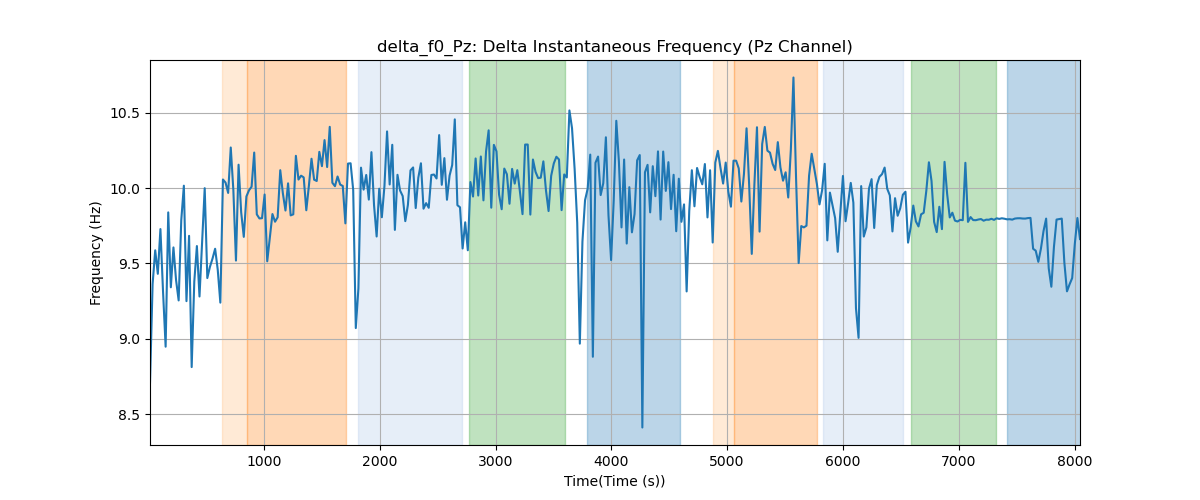 delta_f0_Pz: Delta Instantaneous Frequency (Pz Channel)
Frequency (Hz)
10.5
10.0
9.5
9.0
8.5
1000 2000 3000 4000 5000 6000 7000 8000
Time(Time (s))